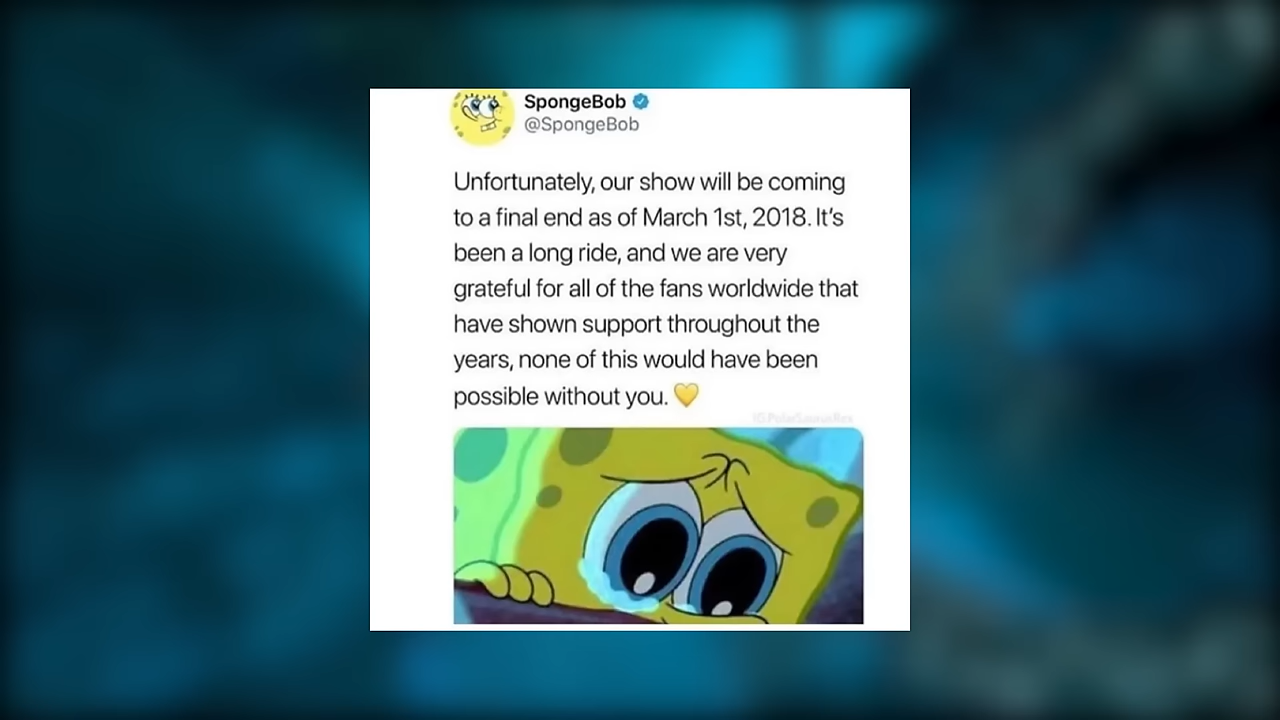 SpongeBob
@SpongeBob
Unfortunately, our show will be coming
to a final end as of March 1st, 2018. It's
been a long ride, and we are very
grateful for all of the fans worldwide that
have shown support throughout the
years, none of this would have been
possible without you. 💛